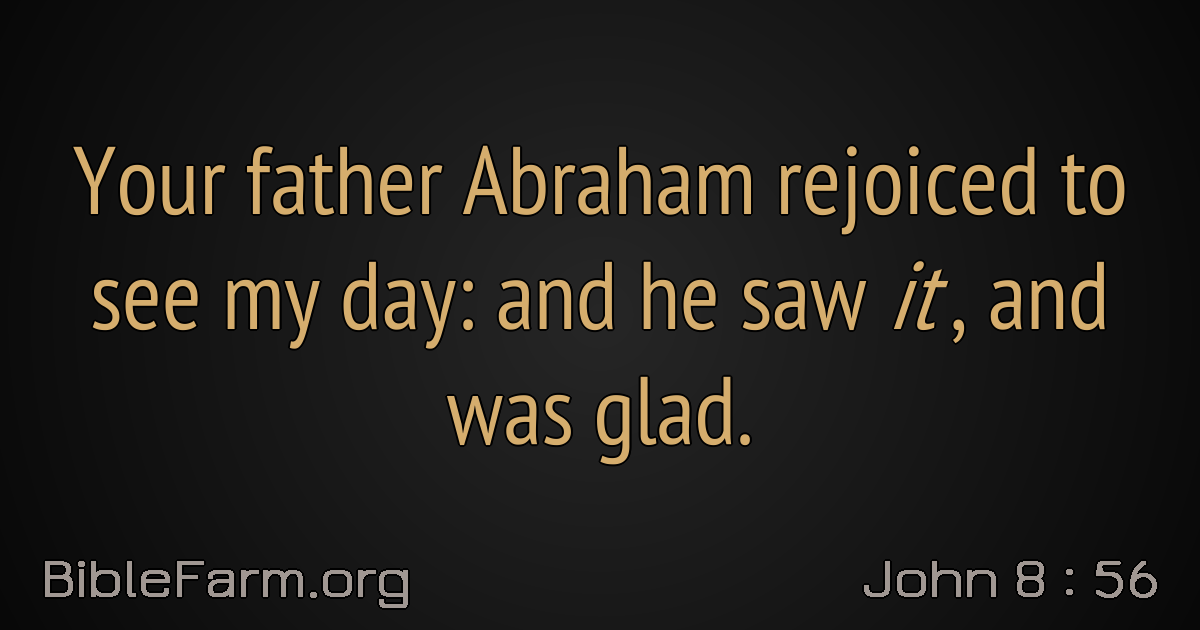 Your father Abraham rejoiced to
see my day: and he saw it, and
was glad.
BibleFarm.org
John 8 : 56